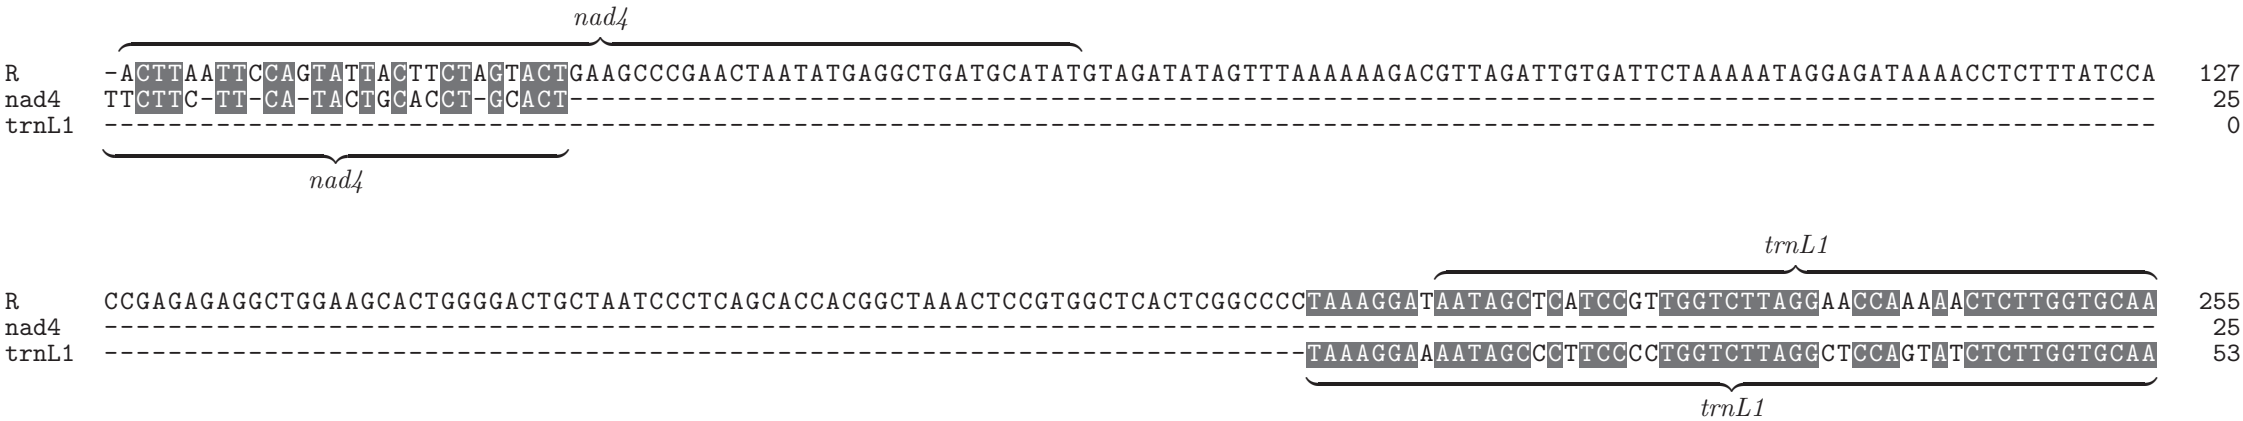 nad4
R -ACTTAATTCCAGTATTACTTCTAGTACTGAAGCCCGAACTAATATGAGGCTGATGCATATGTAGATATAGTTTAAAAAAGACGTTAGATTGTGATTCTAAAAATAGGAGATAAAACCTCTTTATCCA 127
nad4 TTCTTC-TT-CA-TACTGCACCT-GCACT--------------------------------------------------------------------------------------------------- 25
trnL1 -------------------------------------------------------------------------------------------------------------------------------- 0
nad4
trnL1
R CCGAGAGAGGCTGGAAGCACTGGGGACTGCTAATCCCTCAGCACCACGGCTAAACTCCGTGGCTCACTCGGCCCCTAAAGGATAATAGCTCATCCGTTGGTCTTAGGAACCAAAAACTCTTGGTGCAA 255
nad4 -------------------------------------------------------------------------------------------------------------------------------- 25
trnL1 ---------------------------------------------------------------------------TAAAGGAAAATAGCCCTTCCCCTGGTCTTAGGCTCCAGTATCTCTTGGTGCAA 53
trnL1